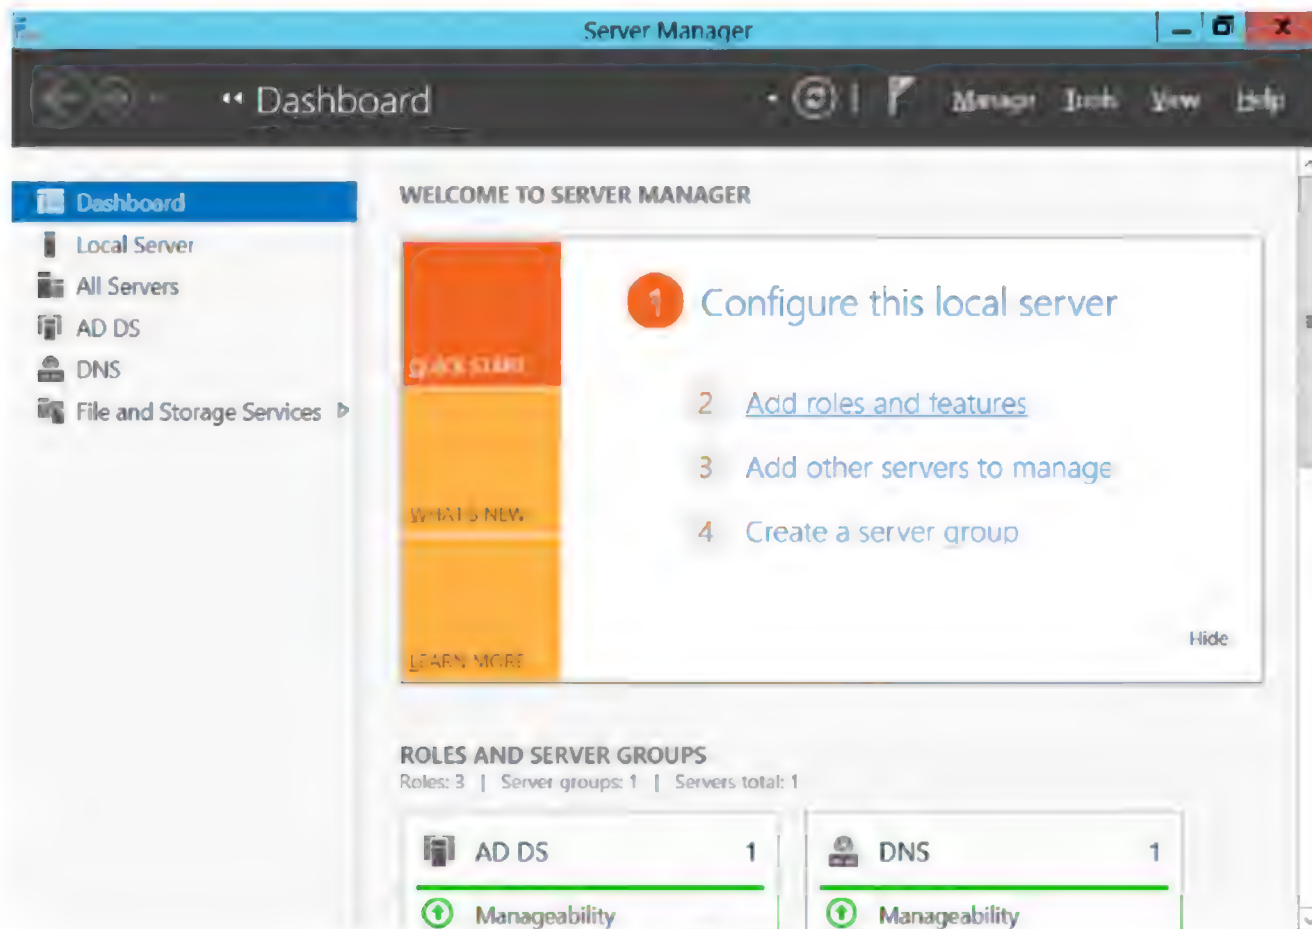 Server Manager
Dashboard
Manage Tools View Help
Dashboard
Local Server
All Servers
AD DS
DNS
File and Storage Services
WELCOME TO SERVER MANAGER
QUICK START
WHAT'S NEW
LEARN MORE
1 Configure this local server
2 Add roles and features
3 Add other servers to manage
4 Create a server group
Hide
ROLES AND SERVER GROUPS
Roles: 3 | Server groups: 1 | Servers total: 1
AD DS 1
Manageability
DNS 1
Manageability